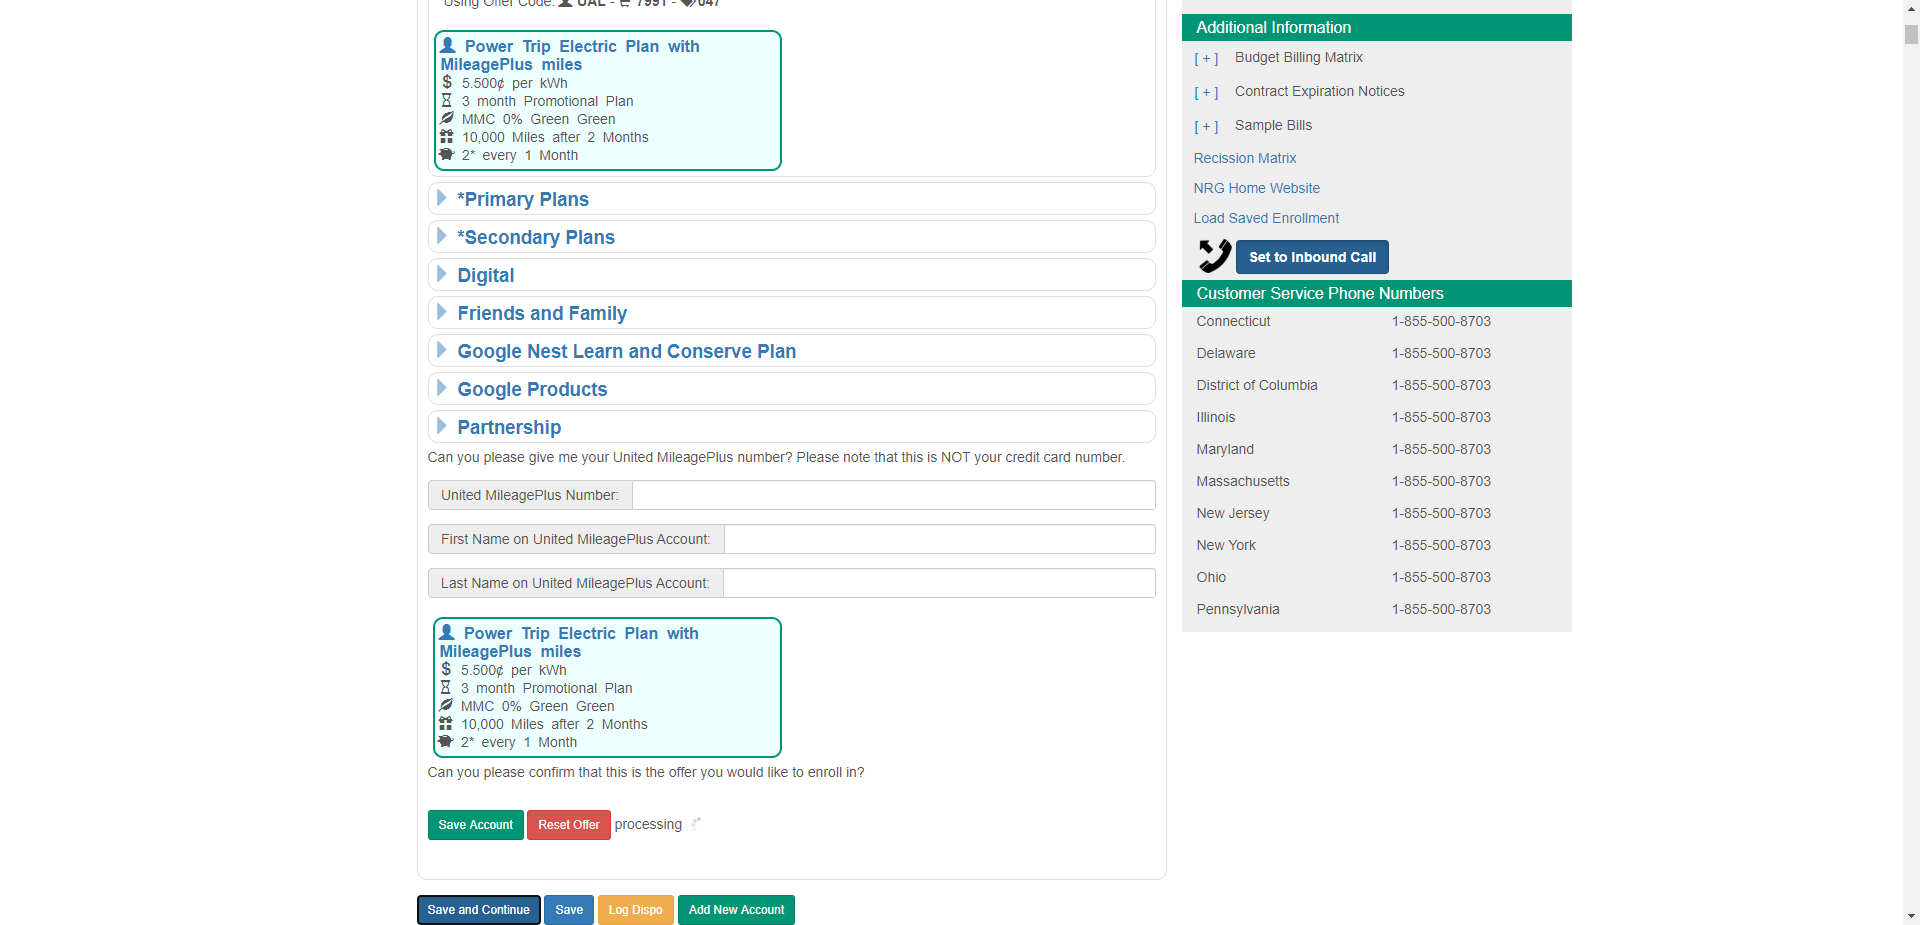 Using Offer Code: UAL - 7991 - 047
Power Trip Electric Plan with
MileagePlus miles
5.500¢ per kWh
3 month Promotional Plan
MMC 0% Green Green
10,000 Miles after 2 Months
2* every 1 Month
*Primary Plans
*Secondary Plans
Digital
Friends and Family
Google Nest Learn and Conserve Plan
Google Products
Partnership
Can you please give me your United MileagePlus number? Please note that this is NOT your credit card number.
United MileagePlus Number:
First Name on United MileagePlus Account:
Last Name on United MileagePlus Account:
Power Trip Electric Plan with
MileagePlus miles
5.500¢ per kWh
3 month Promotional Plan
MMC 0% Green Green
10,000 Miles after 2 Months
2* every 1 Month
Can you please confirm that this is the offer you would like to enroll in?
Save Account Reset Offer processing
Save and Continue Save Log Dispo Add New Account
Additional Information
[ + ] Budget Billing Matrix
[ + ] Contract Expiration Notices
[ + ] Sample Bills
Recission Matrix
NRG Home Website
Load Saved Enrollment
Set to Inbound Call
Customer Service Phone Numbers
Connecticut 1-855-500-8703
Delaware 1-855-500-8703
District of Columbia 1-855-500-8703
Illinois 1-855-500-8703
Maryland 1-855-500-8703
Massachusetts 1-855-500-8703
New Jersey 1-855-500-8703
New York 1-855-500-8703
Ohio 1-855-500-8703
Pennsylvania 1-855-500-8703